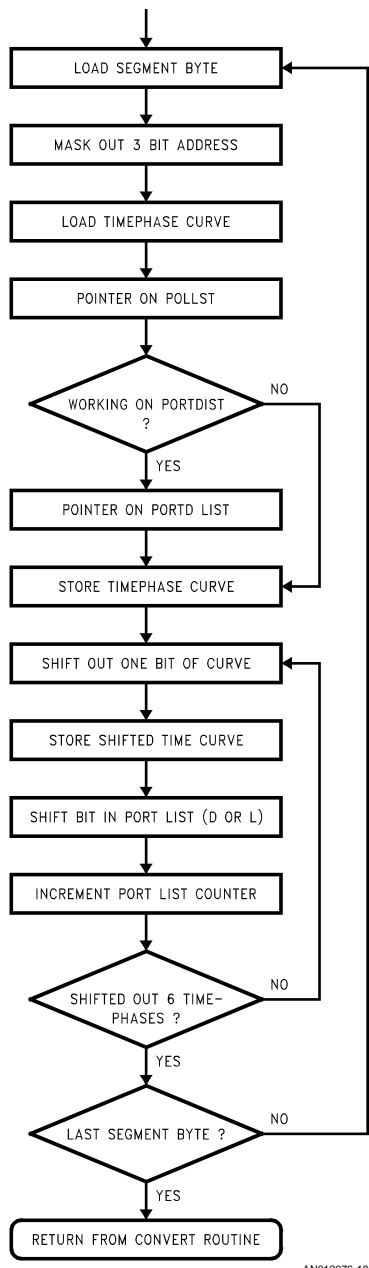 LOAD SEGMENT BYTE
MASK OUT 3 BIT ADDRESS
LOAD TIMEPHASE CURVE
POINTER ON POLLST
WORKING ON PORTDIST
?
NO
YES
POINTER ON PORTD LIST
STORE TIMEPHASE CURVE
SHIFT OUT ONE BIT OF CURVE
STORE SHIFTED TIME CURVE
SHIFT BIT IN PORT LIST (D OR L)
INCREMENT PORT LIST COUNTER
SHIFTED OUT 6 TIME-
PHASES ?
NO
YES
LAST SEGMENT BYTE ?
NO
YES
RETURN FROM CONVERT ROUTINE